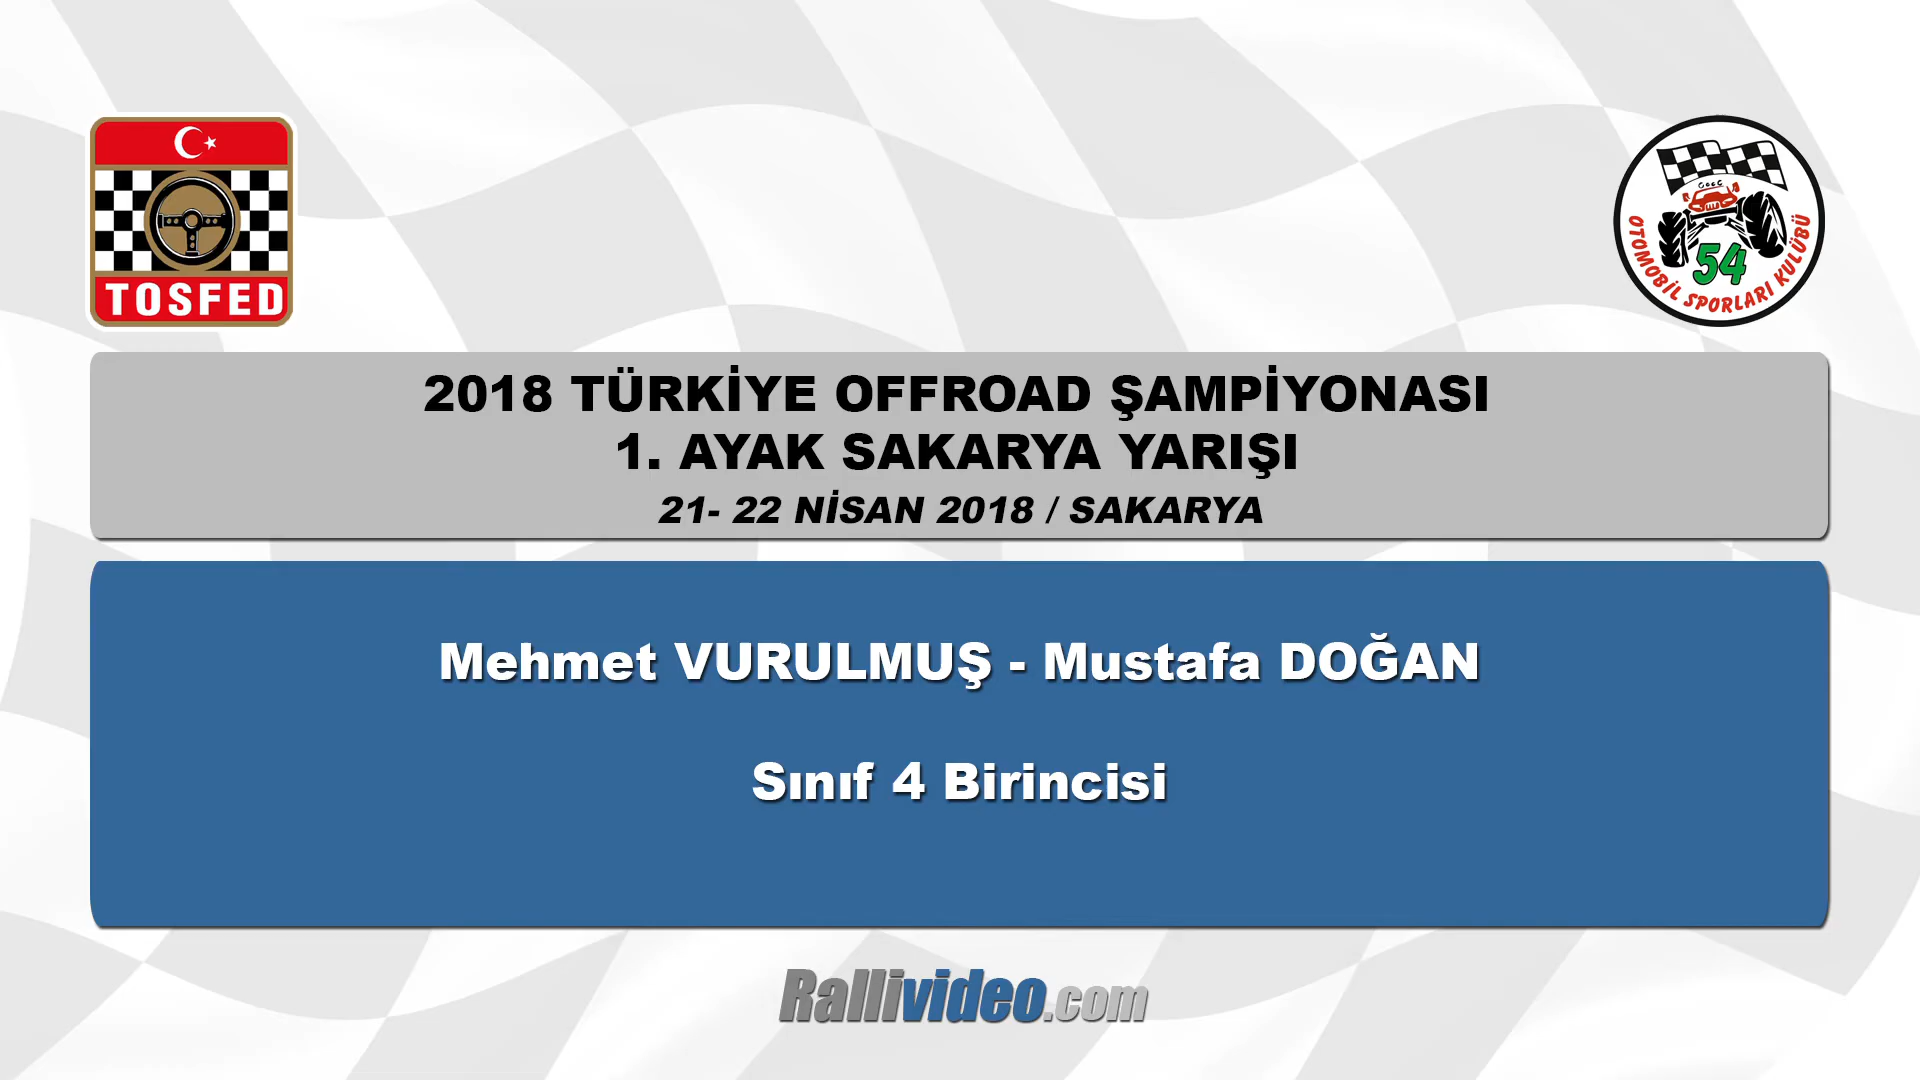 TOSFED
OTOMOBİL SPORLARI KULÜBÜ
54
2018 TÜRKİYE OFFROAD ŞAMPİYONASI
1. AYAK SAKARYA YARIŞI
21- 22 NİSAN 2018 / SAKARYA
Mehmet VURULMUŞ - Mustafa DOĞAN
Sınıf 4 Birincisi
Rallivideo.com